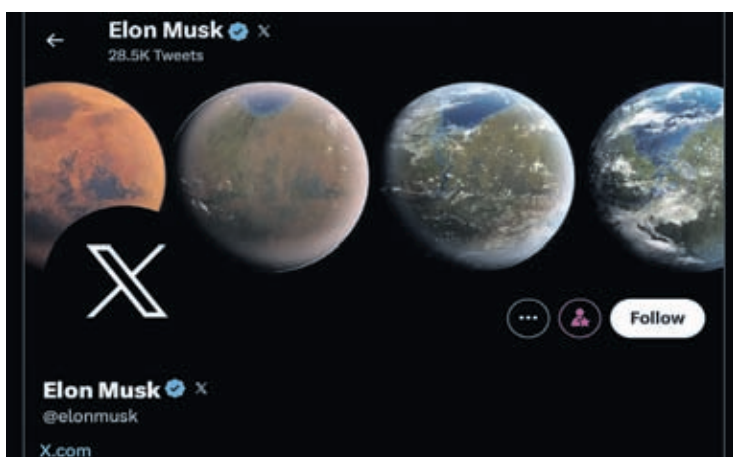 Elon Musk X
28.5K Tweets
X
Follow
Elon Musk X
@elonmusk
X.com